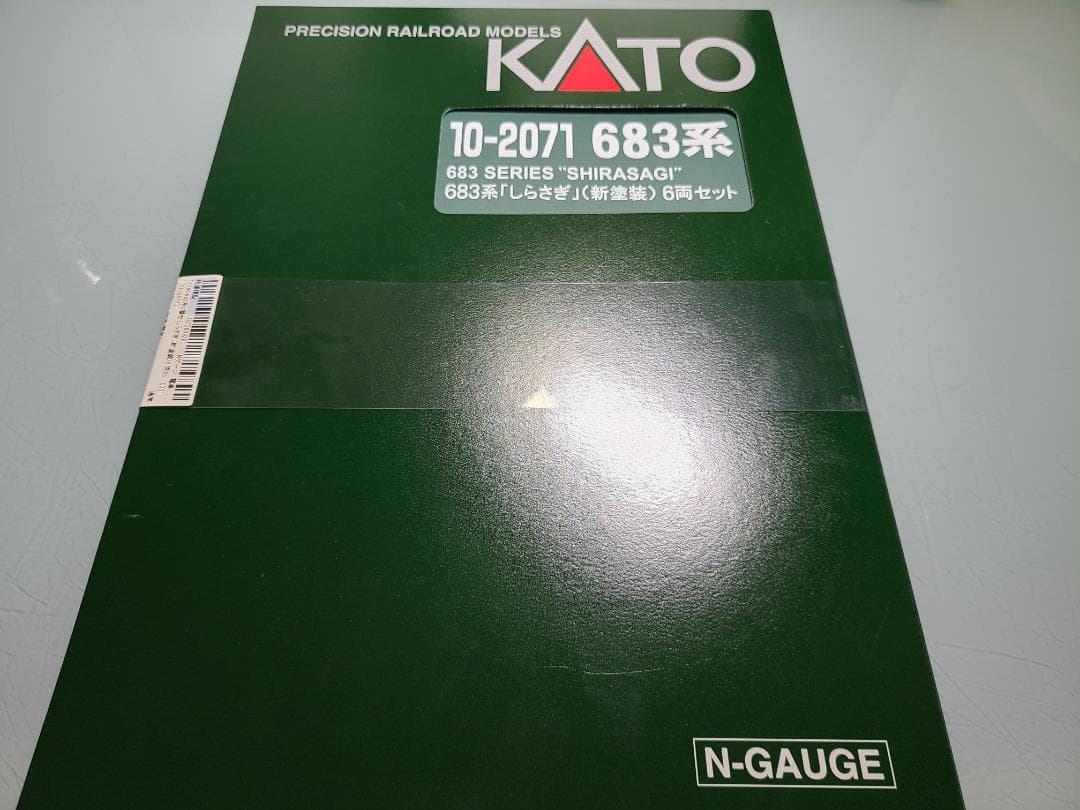 PRECISION RAILROAD MODELS
KATO
10-2071 683系
683 SERIES "SHIRASAGI"
683系「しらさぎ」(新塗装) 6両セット
N-GAUGE